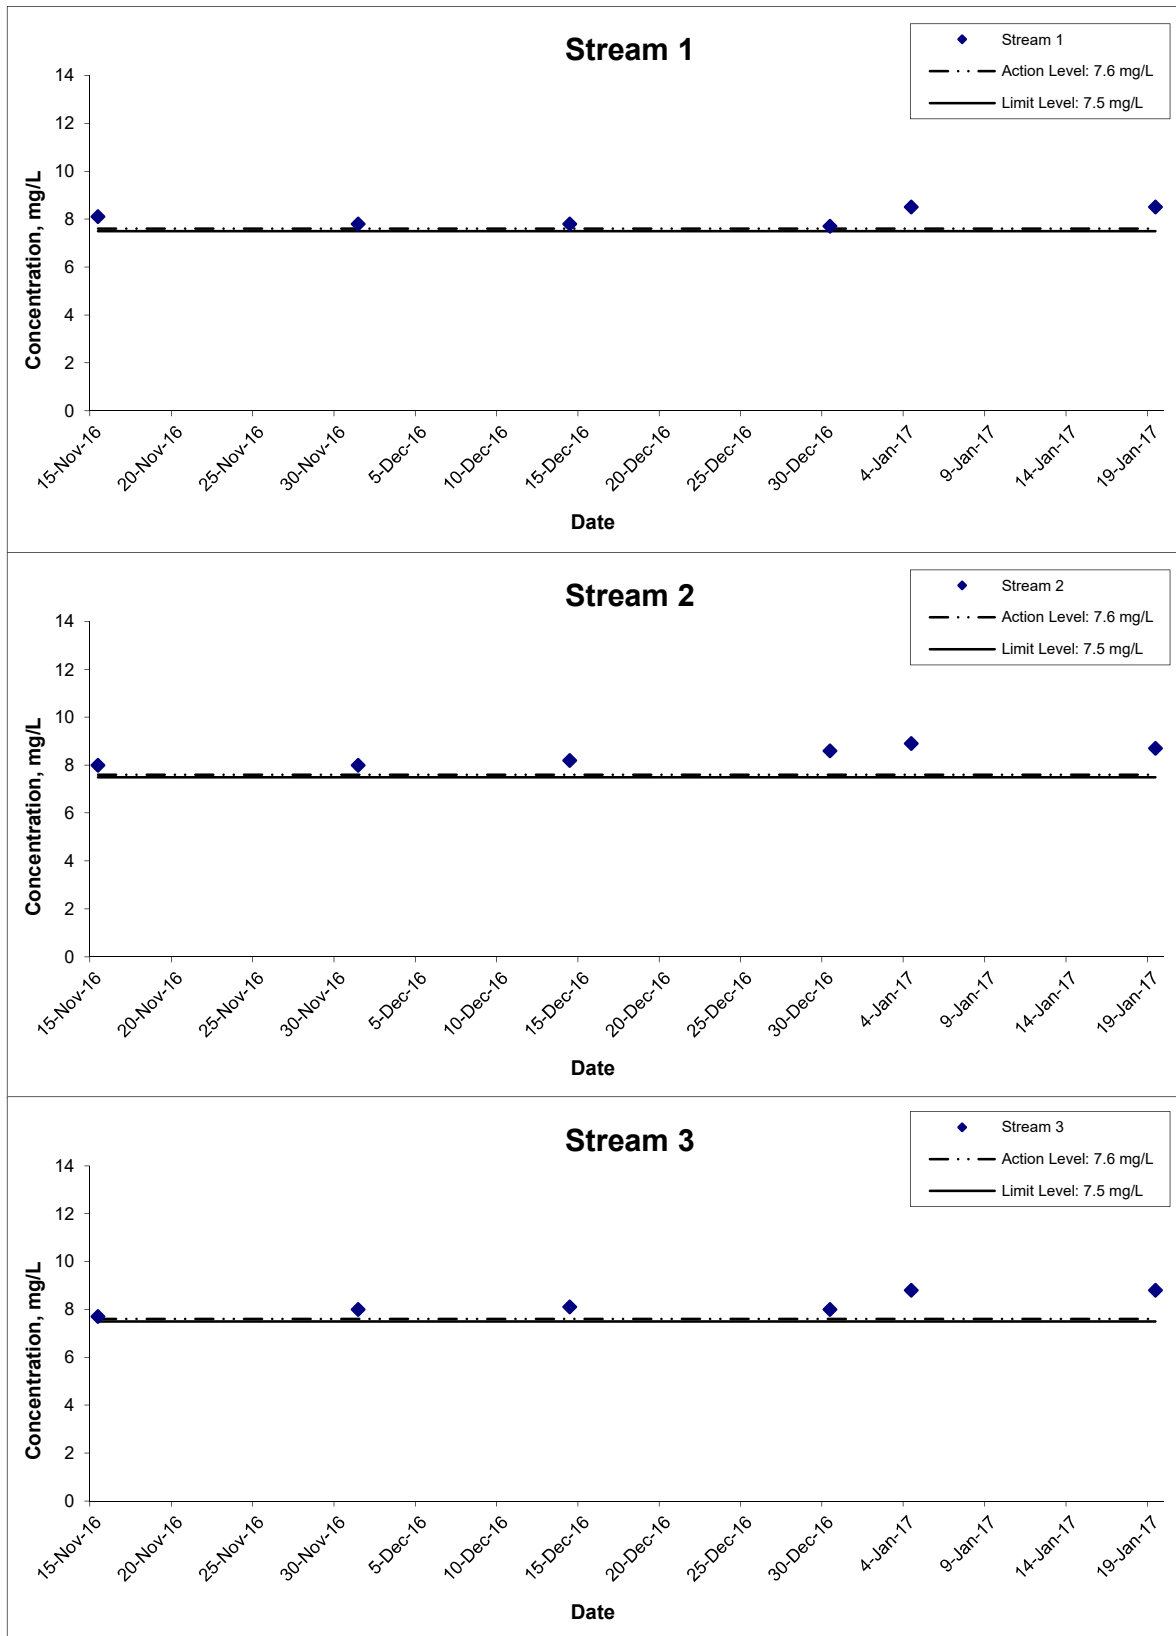 Stream 1
Stream 1
Action Level: 7.6 mg/L
Limit Level: 7.5 mg/L
Concentration, mg/L
14
12
10
8
6
4
2
0
15-Nov-16
20-Nov-16
25-Nov-16
30-Nov-16
5-Dec-16
10-Dec-16
15-Dec-16
20-Dec-16
25-Dec-16
30-Dec-16
4-Jan-17
9-Jan-17
14-Jan-17
19-Jan-17
Date
Stream 2
Stream 2
Action Level: 7.6 mg/L
Limit Level: 7.5 mg/L
Concentration, mg/L
14
12
10
8
6
4
2
0
15-Nov-16
20-Nov-16
25-Nov-16
30-Nov-16
5-Dec-16
10-Dec-16
15-Dec-16
20-Dec-16
25-Dec-16
30-Dec-16
4-Jan-17
9-Jan-17
14-Jan-17
19-Jan-17
Date
Stream 3
Stream 3
Action Level: 7.6 mg/L
Limit Level: 7.5 mg/L
Concentration, mg/L
14
12
10
8
6
4
2
0
15-Nov-16
20-Nov-16
25-Nov-16
30-Nov-16
5-Dec-16
10-Dec-16
15-Dec-16
20-Dec-16
25-Dec-16
30-Dec-16
4-Jan-17
9-Jan-17
14-Jan-17
19-Jan-17
Date